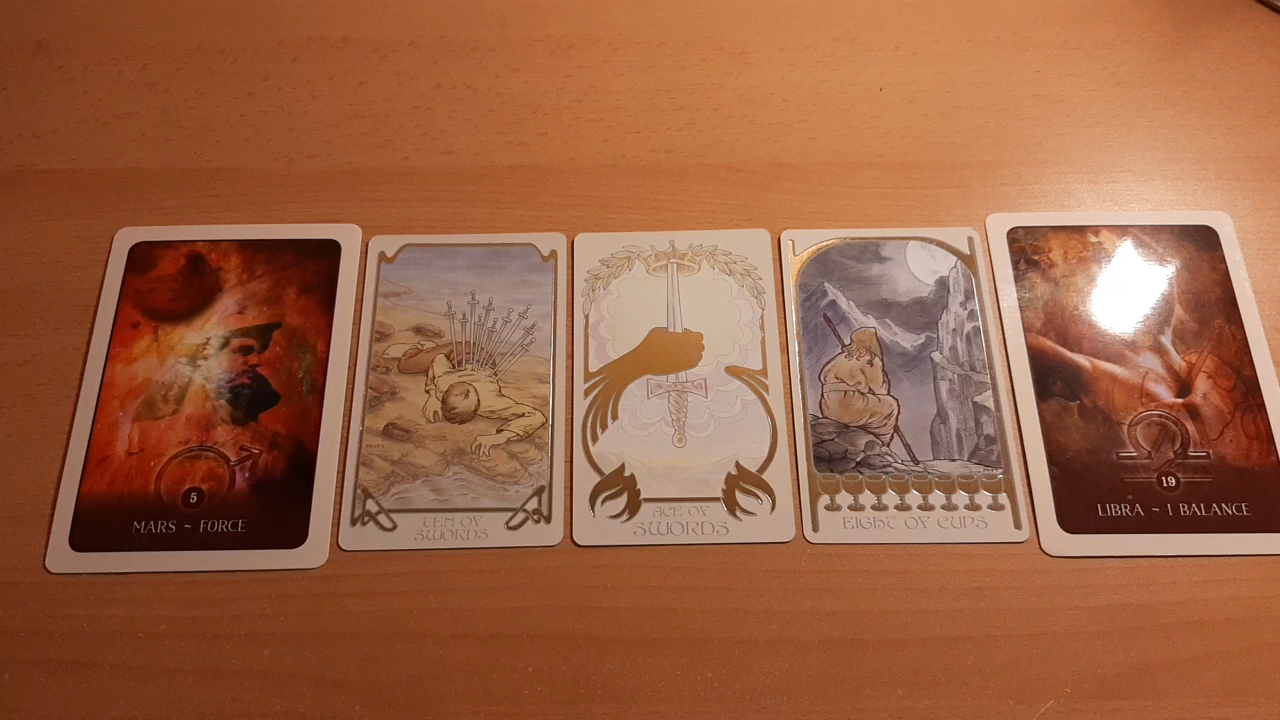 5
MARS ~ FORCE
TEN OF
SWORDS
ACE OF
SWORDS
EIGHT OF CUPS
19
LIBRA ~ I BALANCE